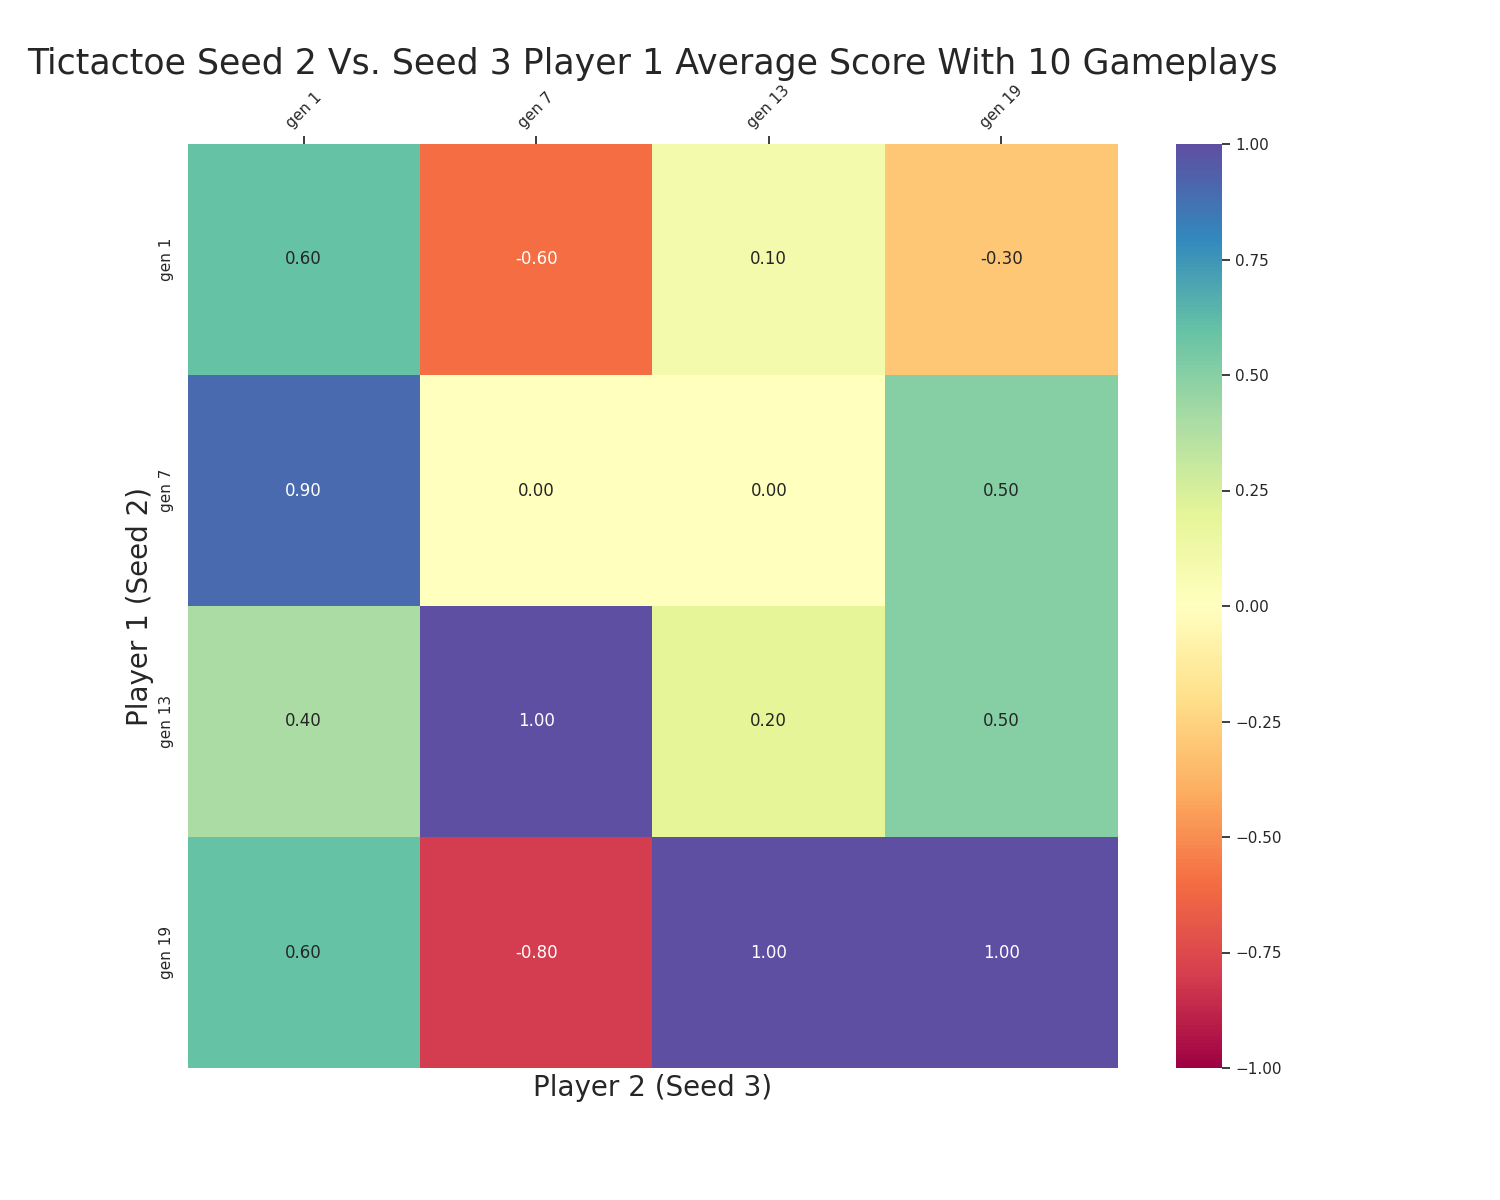 Tictactoe Seed 2 Vs. Seed 3 Player 1 Average Score With 10 Gameplays
gen 1
gen 7
gen 13
gen 19
Player 1 (Seed 2)
gen 1
0.60
-0.60
0.10
-0.30
gen 7
0.90
0.00
0.00
0.50
gen 13
0.40
1.00
0.20
0.50
gen 19
0.60
-0.80
1.00
1.00
Player 2 (Seed 3)
1.00
0.75
0.50
0.25
0.00
−0.25
−0.50
−0.75
−1.00